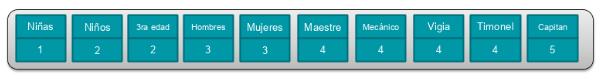 Niñas Niños 3ra edad Hombres Mujeres Maestre Mecánico Vigia Timonel Capitan
1 2 2 3 3 4 4 4 4 5